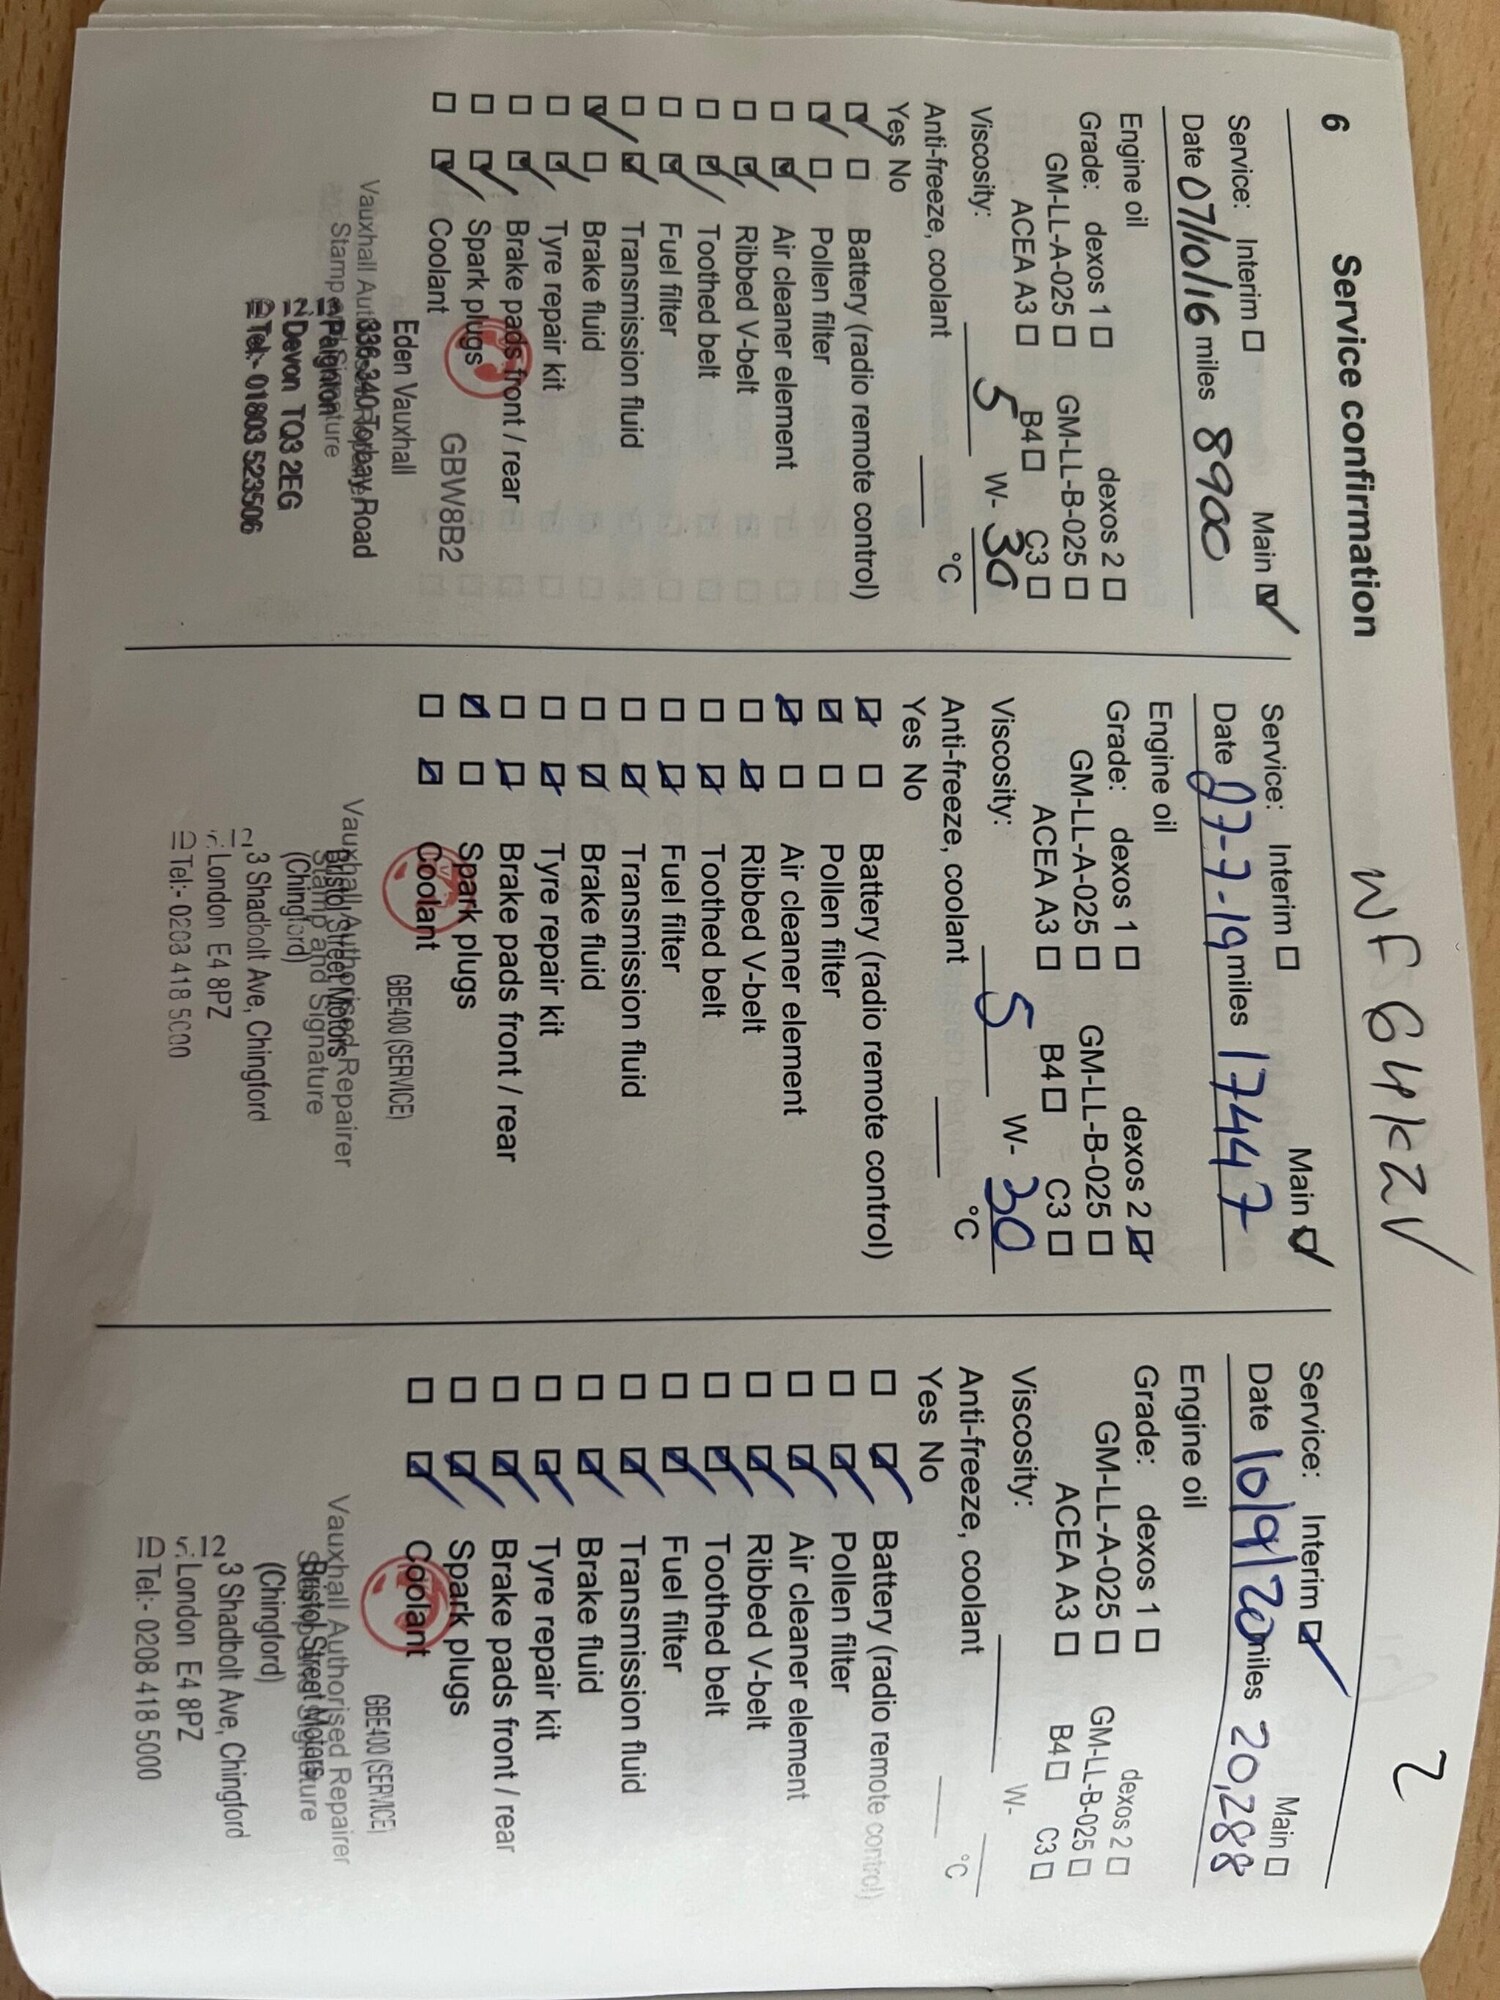 WF64KZV
2
6 Service confirmation
Service: Interim ☐ Main ☑
Date 07/10/16 miles 8900
Engine oil
Grade: dexos 1 ☐ dexos 2 ☐
GM-LL-A-025 ☐ GM-LL-B-025 ☐
ACEA A3 ☐ B4 ☐ C3 ☐
Viscosity: 5 W- 30
Anti-freeze, coolant °C
Yes No
☑ ☐ Battery (radio remote control)
☑ ☐ Pollen filter
☐ ☑ Air cleaner element
☐ ☑ Ribbed V-belt
☐ ☑ Toothed belt
☐ ☑ Fuel filter
☐ ☑ Transmission fluid
☑ ☐ Brake fluid
☐ ☑ Tyre repair kit
☐ ☑ Brake pads front / rear
☐ ☑ Spark plugs
☐ ☑ Coolant
GBW8B2
Eden Vauxhall
336-340 Torbay Road
Paignton
Devon TQ3 2EG
Tel:- 01803 523506
Service: Interim ☐ Main ☑
Date 27-7-19 miles 17447
Engine oil
Grade: dexos 1 ☐ dexos 2 ☑
GM-LL-A-025 ☐ GM-LL-B-025 ☐
ACEA A3 ☐ B4 ☐ C3 ☐
Viscosity: 5 W- 30
Anti-freeze, coolant °C
Yes No
☑ ☐ Battery (radio remote control)
☑ ☐ Pollen filter
☑ ☐ Air cleaner element
☐ ☑ Ribbed V-belt
☐ ☑ Toothed belt
☐ ☑ Fuel filter
☐ ☑ Transmission fluid
☐ ☑ Brake fluid
☐ ☑ Tyre repair kit
☐ ☑ Brake pads front / rear
☑ ☐ Spark plugs
☐ ☑ Coolant
GBE400 (SERVICE)
Vauxhall Authorised Repairer
Bristol Street Motors
Stamp and Signature
(Chingford)
3 Shadbolt Ave, Chingford
London E4 8PZ
Tel:- 0208 418 5000
Service: Interim ☑ Main ☐
Date 10/9/20 miles 20,288
Engine oil
Grade: dexos 1 ☐ dexos 2 ☐
GM-LL-A-025 ☐ GM-LL-B-025 ☐
ACEA A3 ☐ B4 ☐ C3 ☐
Viscosity: W-
Anti-freeze, coolant °C
Yes No
☐ ☑ Battery (radio remote control)
☐ ☑ Pollen filter
☐ ☑ Air cleaner element
☐ ☑ Ribbed V-belt
☐ ☑ Toothed belt
☐ ☑ Fuel filter
☐ ☑ Transmission fluid
☐ ☑ Brake fluid
☐ ☑ Tyre repair kit
☐ ☑ Brake pads front / rear
☐ ☑ Spark plugs
☐ ☑ Coolant
GBE400 (SERVICE)
Vauxhall Authorised Repairer
Bristol Street Motors
(Chingford)
3 Shadbolt Ave, Chingford
London E4 8PZ
Tel:- 0208 418 5000